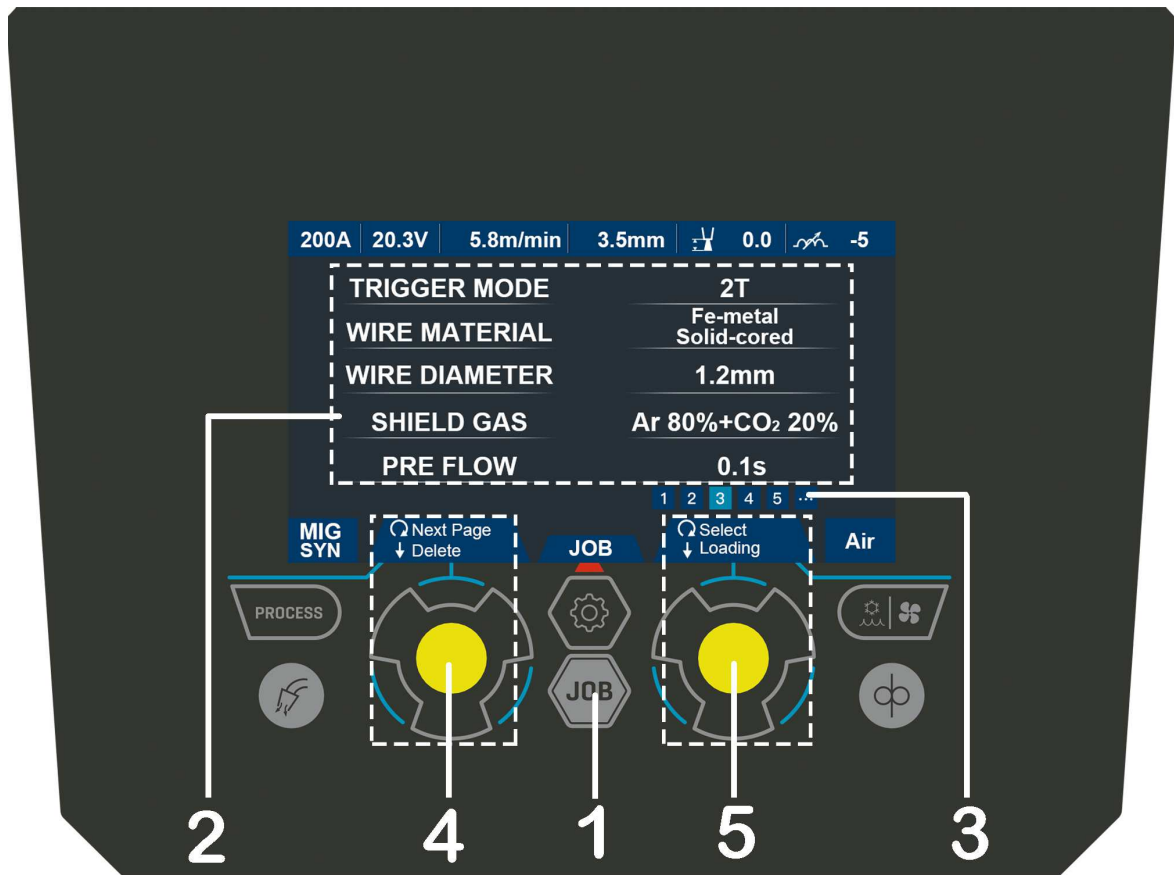 200A 20.3V 5.8m/min 3.5mm 0.0 -5
TRIGGER MODE 2T
WIRE MATERIAL Fe-metal Solid-cored
WIRE DIAMETER 1.2mm
SHIELD GAS Ar 80%+CO₂ 20%
PRE FLOW 0.1s
1 2 3 4 5 ...
MIG SYN
Next Page
↓ Delete
JOB
Select
↓ Loading
Air
PROCESS
JOB
2 4 1 5 3